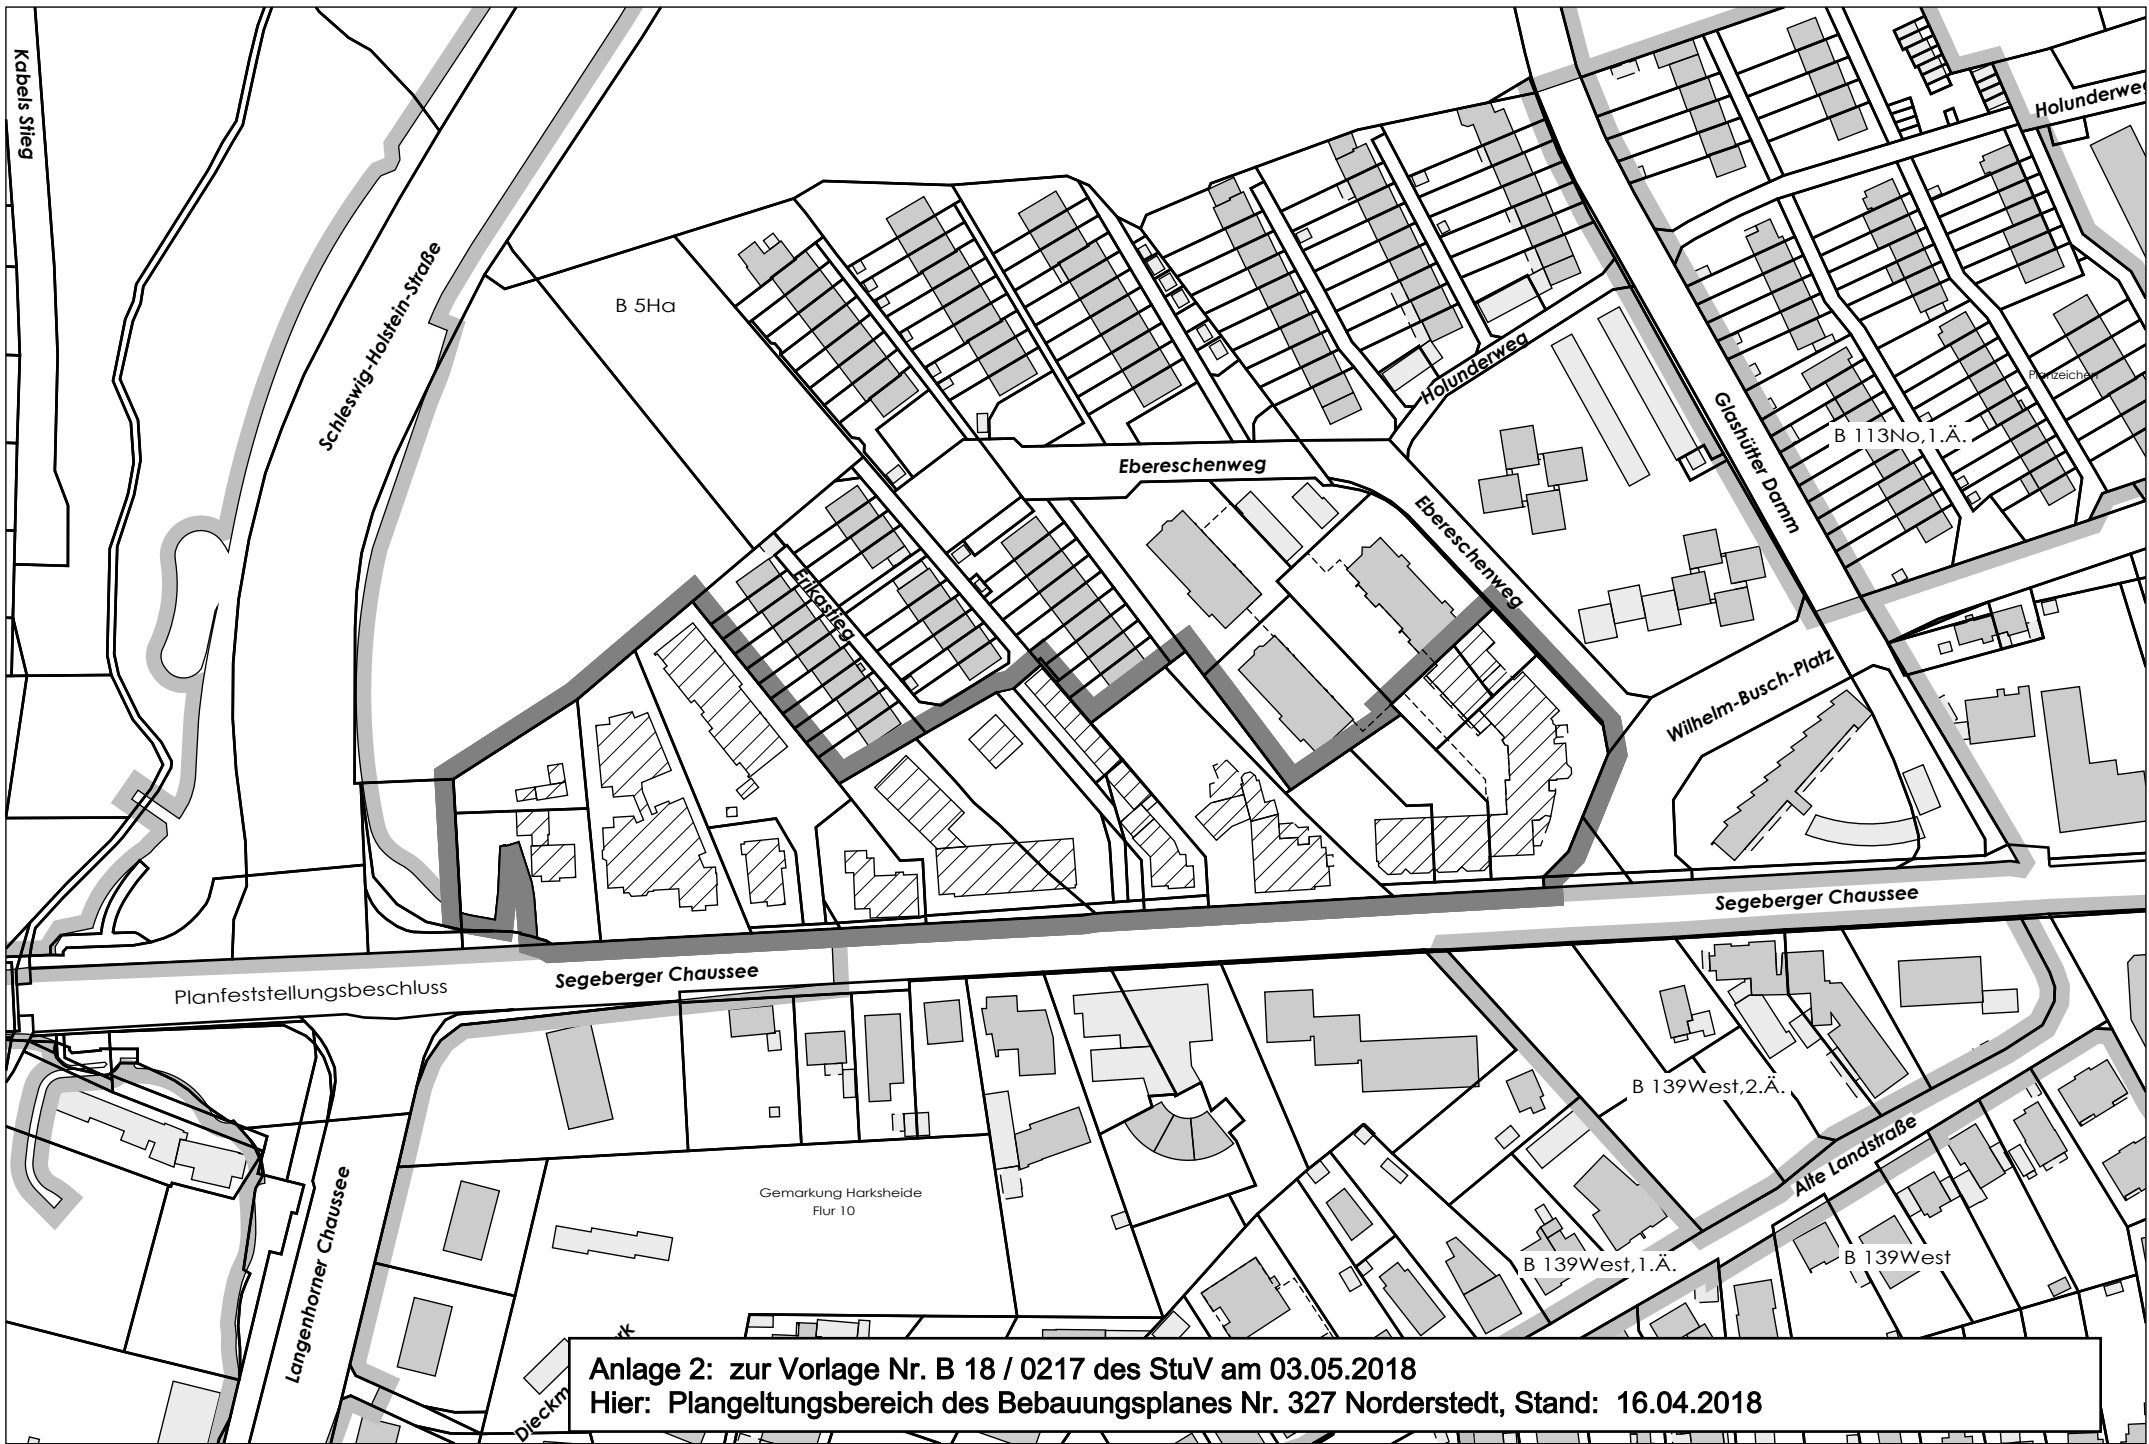 Kabels Stieg
Schleswig-Holstein-Straße
B 5Ha
Holunderweg
Holunderweg
Planzeichen
B 113No,1.Ä.
Glashütter Damm
Ebereschenweg
Ebereschenweg
Erikastieg
Wilhelm-Busch-Platz
Segeberger Chaussee
Segeberger Chaussee
Planfeststellungsbeschluss
B 139West,2.Ä.
Alte Landstraße
Gemarkung Harksheide
Flur 10
Langenhorner Chaussee
B 139West,1.Ä.
B 139West
Anlage 2: zur Vorlage Nr. B 18 / 0217 des StuV am 03.05.2018
Hier: Plangeltungsbereich des Bebauungsplanes Nr. 327 Norderstedt, Stand: 16.04.2018